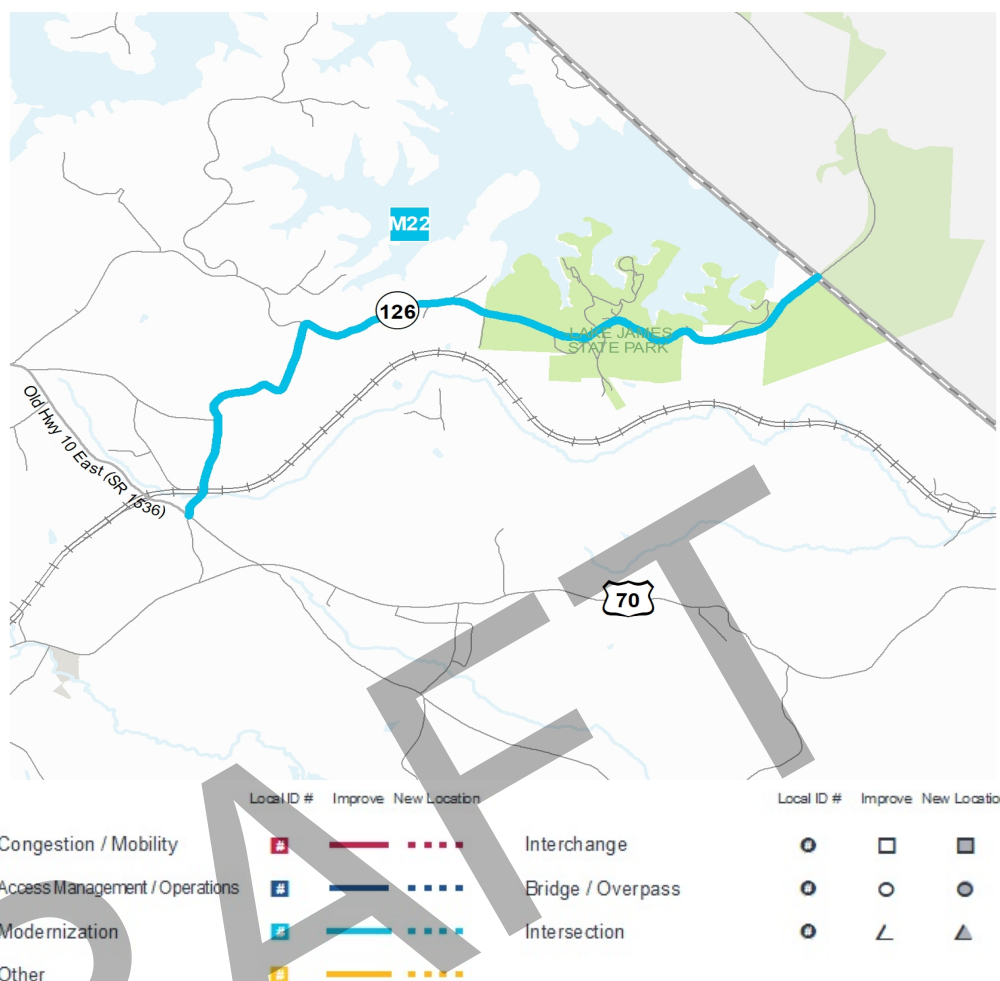 M22
126
LAKE JAMES
STATE PARK
Old Hwy 10 East (SR 1536)
70
DRAFT
Local ID # Improve New Location Local ID # Improve New Locatio
Congestion / Mobility # Interchange #
Access Management / Operations # Bridge / Overpass #
Modernization # Intersection #
Other #